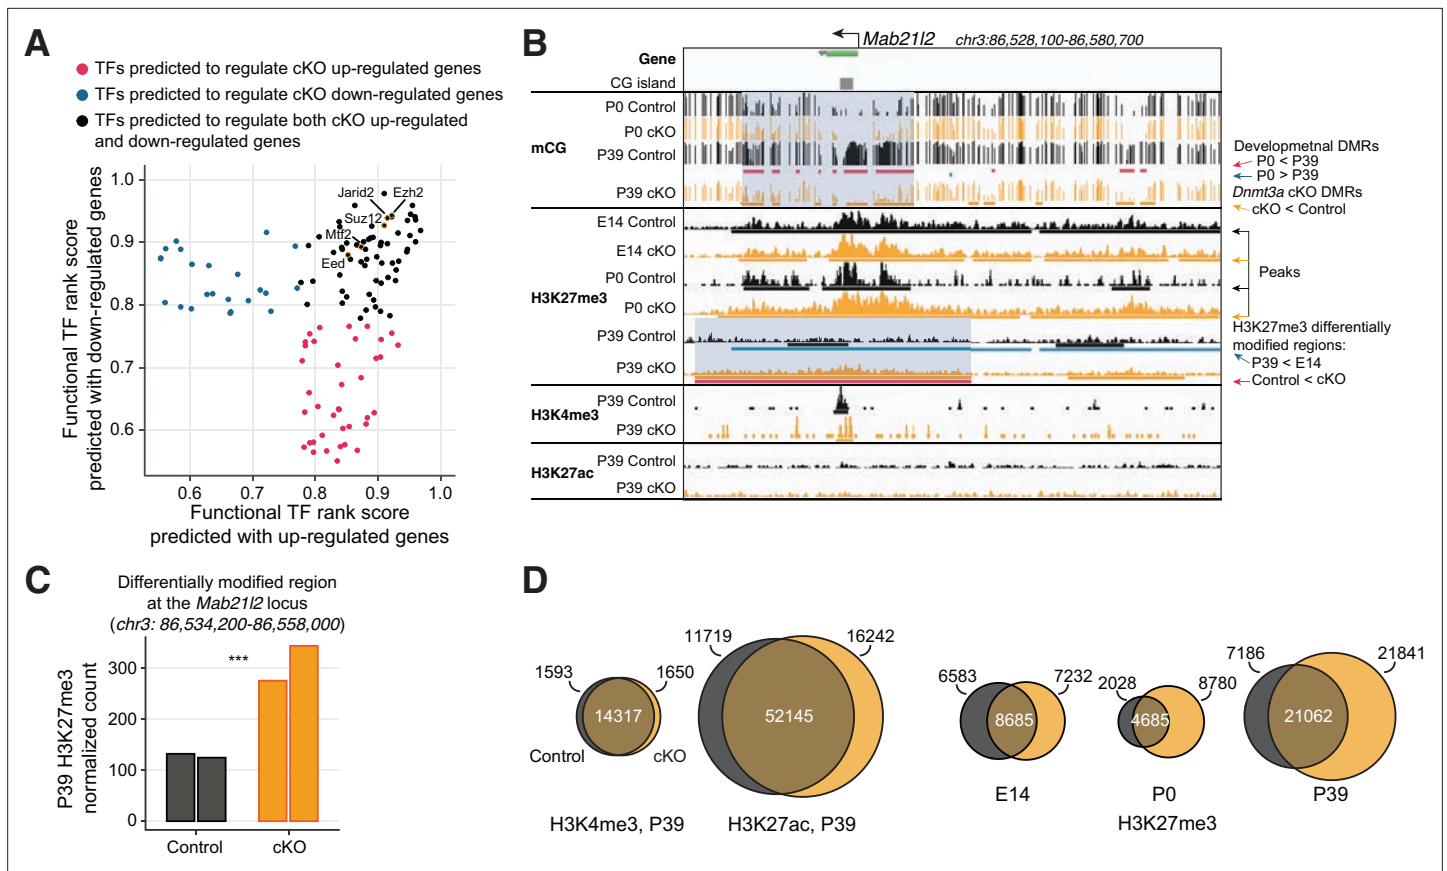 A
TFs predicted to regulate cKO up-regulated genes
TFs predicted to regulate cKO down-regulated genes
TFs predicted to regulate both cKO up-regulated
and down-regulated genes
Functional TF rank score
predicted with down-regulated genes
1.0
0.9
0.8
0.7
0.6
Jarid2
Ezh2
Suz12
Mtf2
Eed
0.6
0.7
0.8
0.9
1.0
Functional TF rank score
predicted with up-regulated genes
B
Mab21l2 chr3:86,528,100-86,580,700
Gene
CG island
mCG
P0 Control
P0 cKO
P39 Control
P39 cKO
H3K27me3
E14 Control
E14 cKO
P0 Control
P0 cKO
P39 Control
P39 cKO
H3K4me3
P39 Control
P39 cKO
H3K27ac
P39 Control
P39 cKO
Developmetnal DMRs
P0 < P39
P0 > P39
Dnmt3a cKO DMRs
cKO < Control
Peaks
H3K27me3 differentially
modified regions:
P39 < E14
Control < cKO
C
Differentially modified region
at the Mab21l2 locus
(chr3: 86,534,200-86,558,000)
P39 H3K27me3
normalized count
300
200
100
0
***
Control
cKO
D
1593
1650
14317
Control
cKO
H3K4me3, P39
11719
16242
52145
H3K27ac, P39
6583
7232
8685
E14
2028
8780
4685
P0
7186
21841
21062
P39
H3K27me3